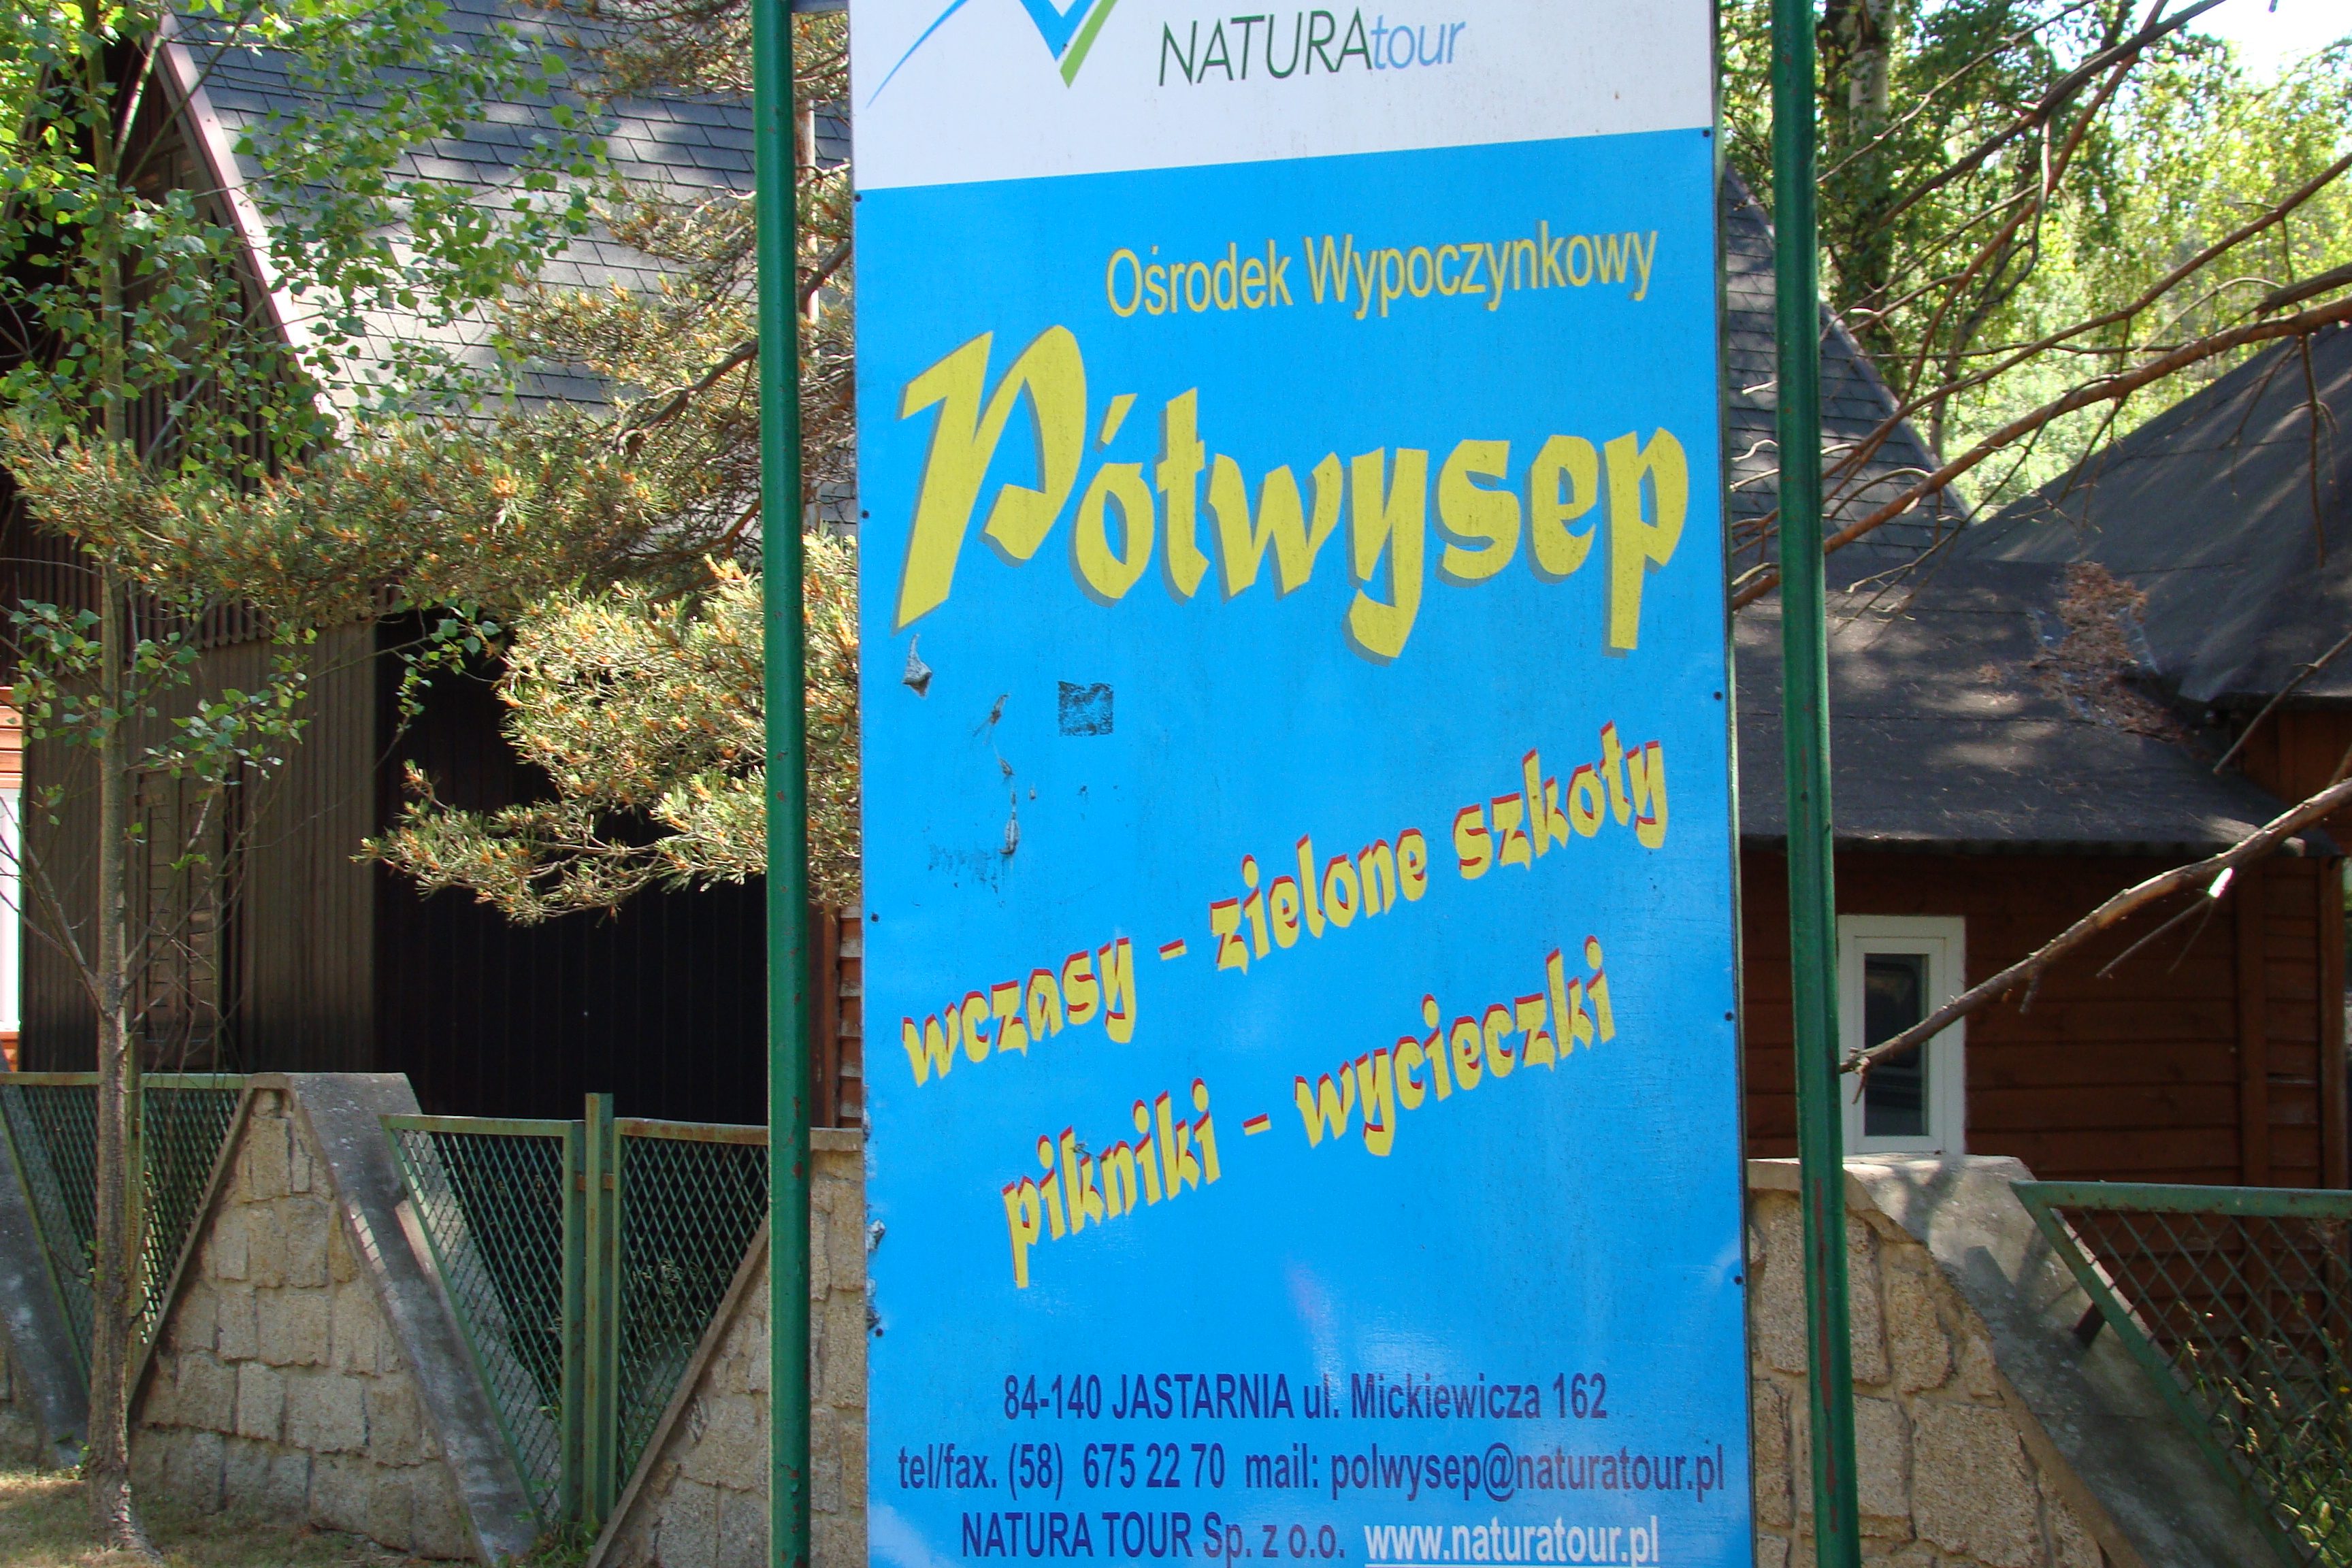 NATURAtour
Ośrodek Wypoczynkowy
Półwysep
wczasy - zielone szkoły
pikniki - wycieczki
84-140 JASTARNIA ul. Mickiewicza 162
tel/fax. (58) 675 22 70 mail: polwysep@naturatour.pl
NATURA TOUR Sp. z o.o. www.naturatour.pl